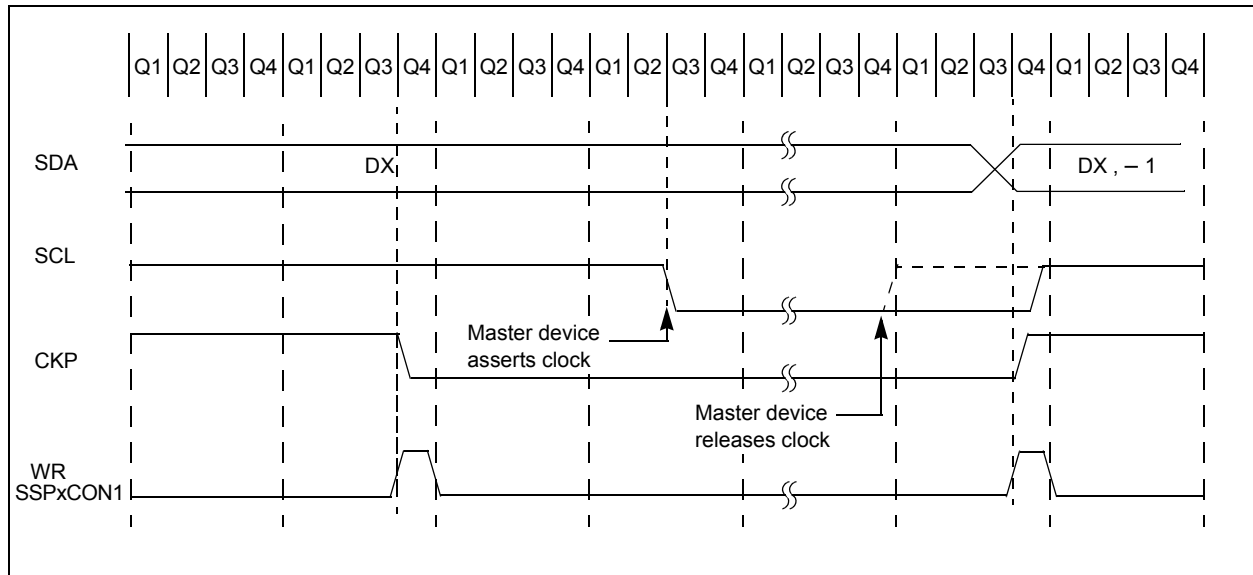 Q1 Q2 Q3 Q4 Q1 Q2 Q3 Q4 Q1 Q2 Q3 Q4 Q1 Q2 Q3 Q4 Q1 Q2 Q3 Q4 Q1 Q2 Q3 Q4 Q1 Q2 Q3 Q4
SDA
DX
DX , – 1
SCL
Master device
asserts clock
CKP
Master device
releases clock
WR
SSPxCON1